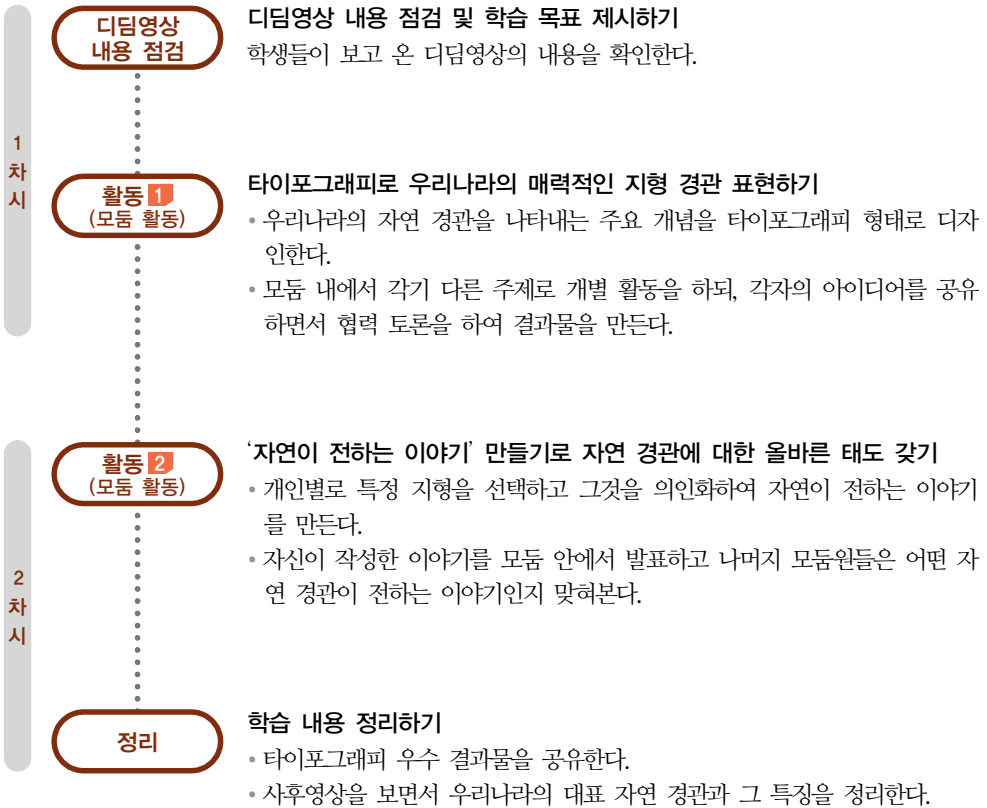 디딤영상
내용 점검
디딤영상 내용 점검 및 학습 목표 제시하기
학생들이 보고 온 디딤영상의 내용을 확인한다.
1
차
시
활동 1
(모둠 활동)
타이포그래피로 우리나라의 매력적인 지형 경관 표현하기
• 우리나라의 자연 경관을 나타내는 주요 개념을 타이포그래피 형태로 디자
인한다.
• 모둠 내에서 각기 다른 주제로 개별 활동을 하되, 각자의 아이디어를 공유
하면서 협력 토론을 하여 결과물을 만든다.
활동 2
(모둠 활동)
‘자연이 전하는 이야기’ 만들기로 자연 경관에 대한 올바른 태도 갖기
• 개인별로 특정 지형을 선택하고 그것을 의인화하여 자연이 전하는 이야기
를 만든다.
• 자신이 작성한 이야기를 모둠 안에서 발표하고 나머지 모둠원들은 어떤 자
연 경관이 전하는 이야기인지 맞혀본다.
2
차
시
정리
학습 내용 정리하기
• 타이포그래피 우수 결과물을 공유한다.
• 사후영상을 보면서 우리나라의 대표 자연 경관과 그 특징을 정리한다.